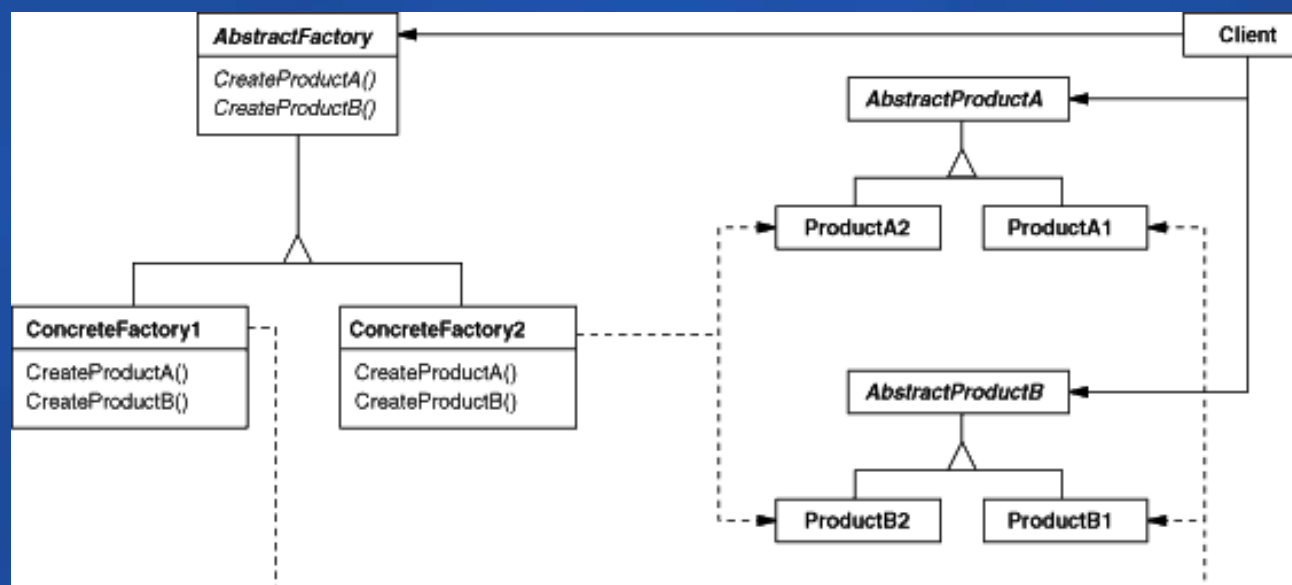 AbstractFactory
CreateProductA()
CreateProductB()
Client
AbstractProductA
ProductA2
ProductA1
ConcreteFactory1
CreateProductA()
CreateProductB()
ConcreteFactory2
CreateProductA()
CreateProductB()
AbstractProductB
ProductB2
ProductB1